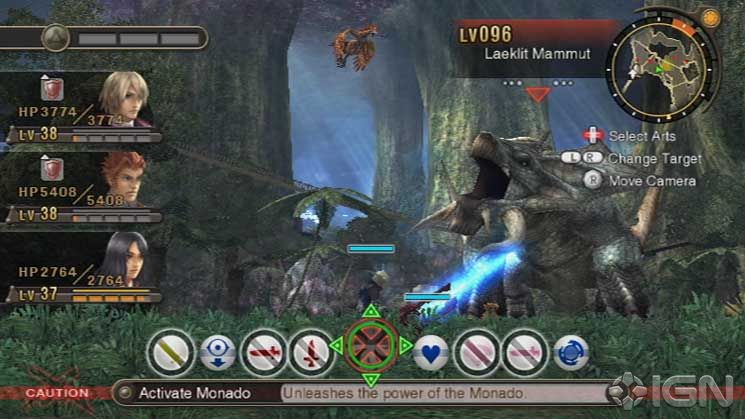 LV096
Laeklit Mammut
HP3774/3774
LV 38
Select Arts
L R Change Target
R Move Camera
HP5408/5408
LV 38
HP2764/2764
LV 37
CAUTION
Activate Monado
Unleashes the power of the Monado.
IGN